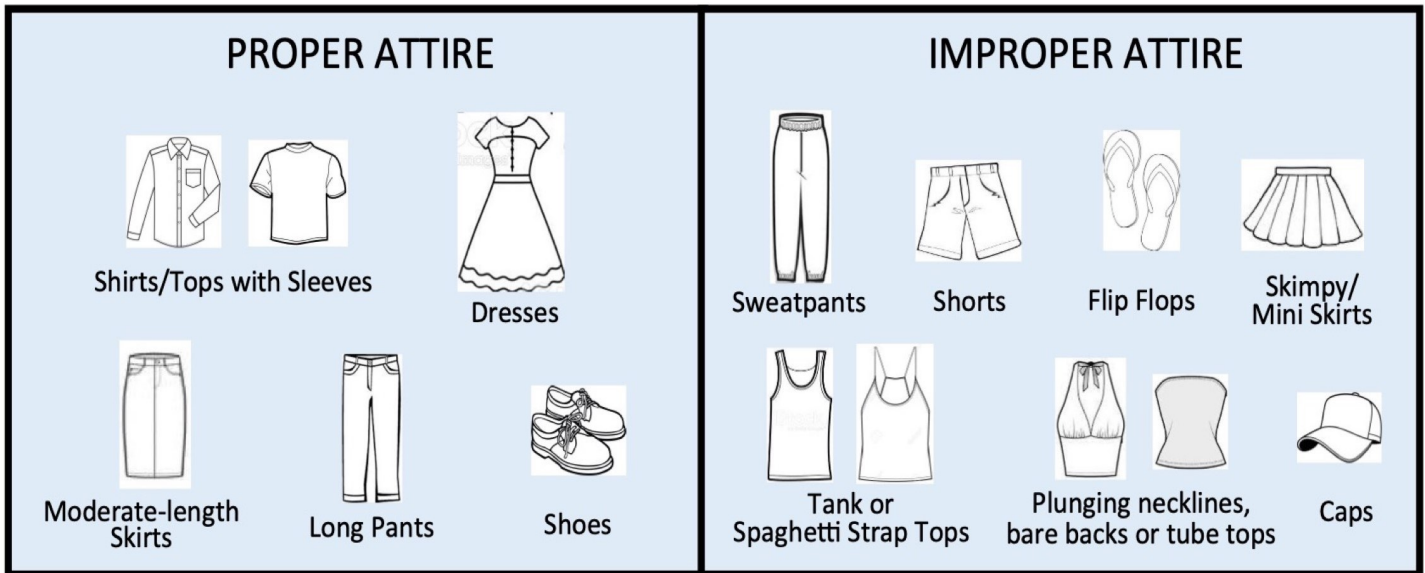 PROPER ATTIRE
Shirts/Tops with Sleeves
Dresses
Moderate-length
Skirts
Long Pants
Shoes
IMPROPER ATTIRE
Sweatpants
Shorts
Flip Flops
Skimpy/
Mini Skirts
Tank or
Spaghetti Strap Tops
Plunging necklines,
bare backs or tube tops
Caps